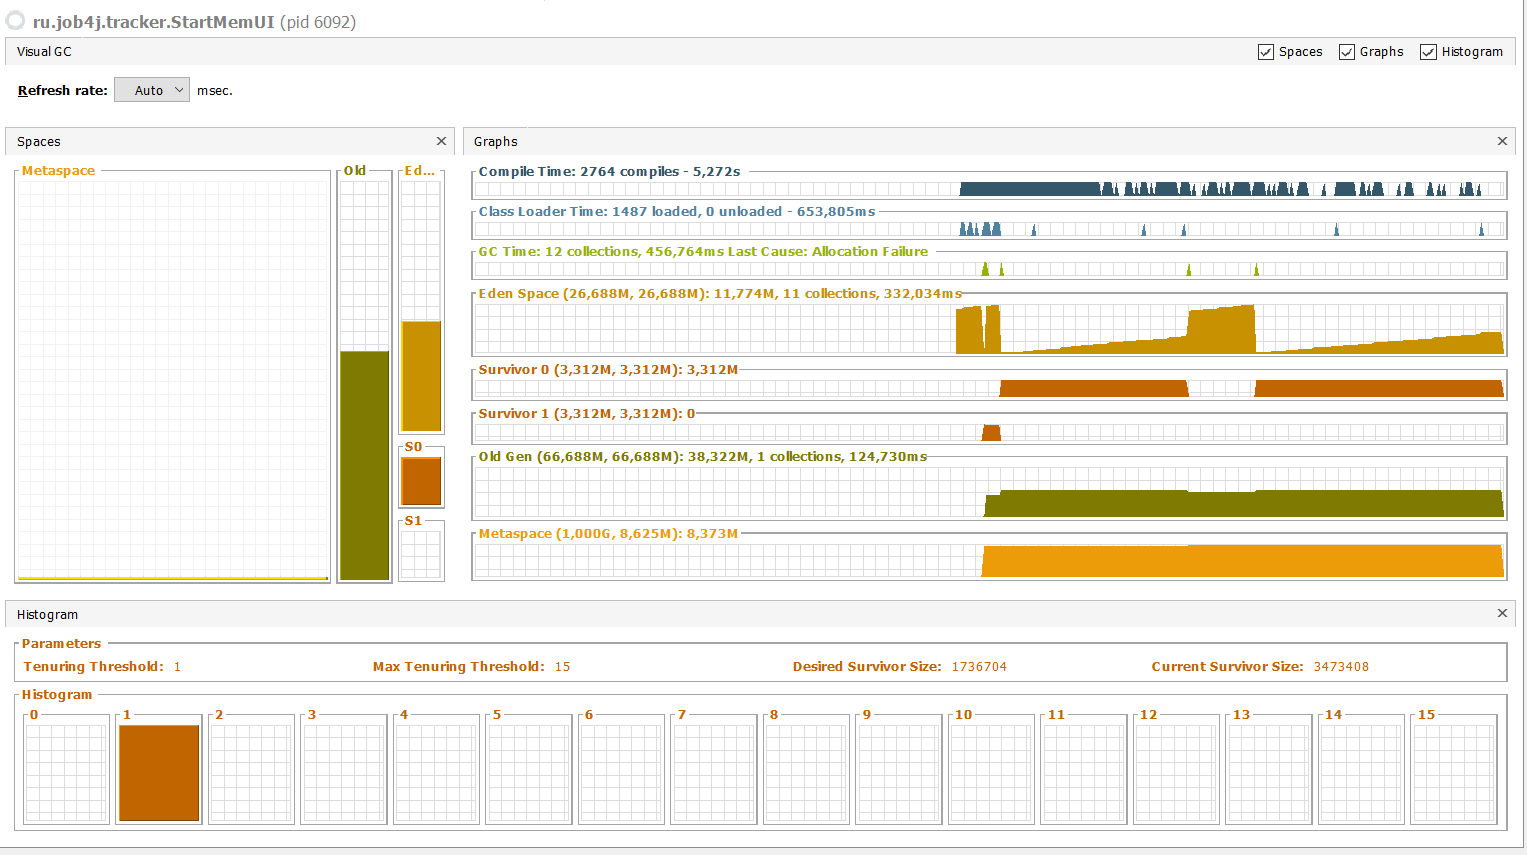 ru.job4j.tracker.StartMemUI (pid 6092)
Visual GC
Spaces Graphs Histogram
Refresh rate: Auto msec.
Spaces
Metaspace
Old
Ed...
S0
S1
Graphs
Compile Time: 2764 compiles - 5,272s
Class Loader Time: 1487 loaded, 0 unloaded - 653,805ms
GC Time: 12 collections, 456,764ms Last Cause: Allocation Failure
Eden Space (26,688M, 26,688M): 11,774M, 11 collections, 332,034ms
Survivor 0 (3,312M, 3,312M): 3,312M
Survivor 1 (3,312M, 3,312M): 0
Old Gen (66,688M, 66,688M): 38,322M, 1 collections, 124,730ms
Metaspace (1,000G, 8,625M): 8,373M
Histogram
Parameters
Tenuring Threshold: 1 Max Tenuring Threshold: 15 Desired Survivor Size: 1736704 Current Survivor Size: 3473408
Histogram
0 1 2 3 4 5 6 7 8 9 10 11 12 13 14 15